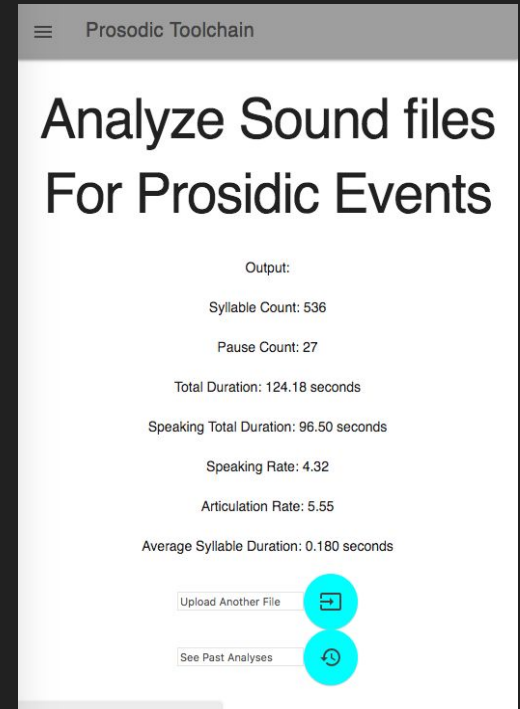 Prosodic Toolchain
Analyze Sound files
For Prosidic Events
Output:
Syllable Count: 536
Pause Count: 27
Total Duration: 124.18 seconds
Speaking Total Duration: 96.50 seconds
Speaking Rate: 4.32
Articulation Rate: 5.55
Average Syllable Duration: 0.180 seconds
Upload Another File
See Past Analyses